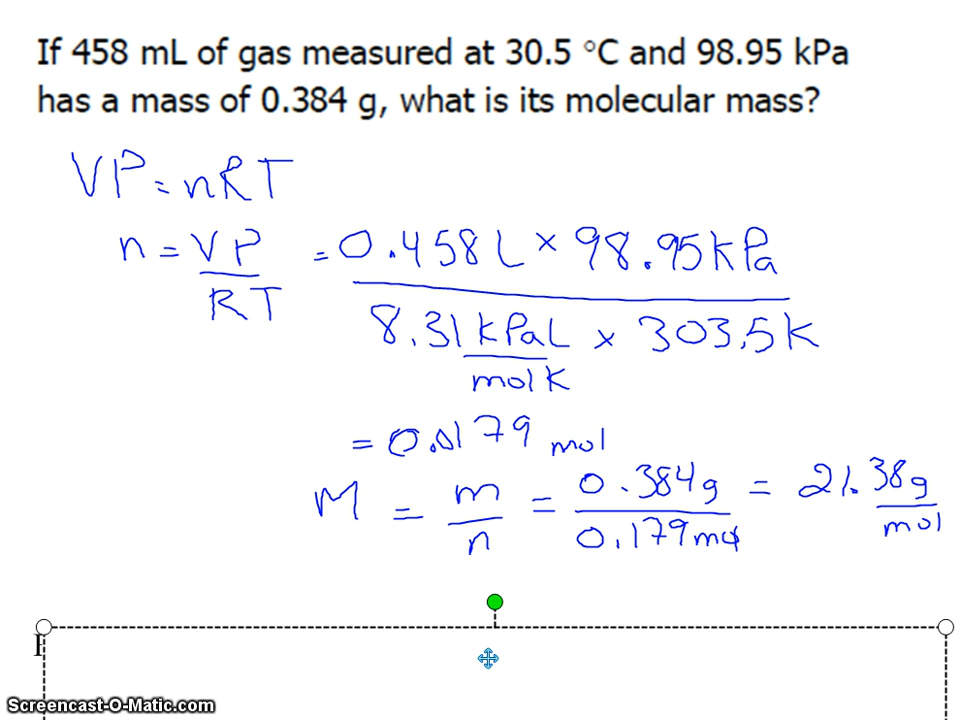 If 458 mL of gas measured at 30.5 °C and 98.95 kPa
has a mass of 0.384 g, what is its molecular mass?
VP = nRT
n = VP / RT = 0.458 L × 98.95 kPa / 8.31 kPaL / molK × 303.5 K
= 0.0179 mol
M = m / n = 0.384g / 0.179 mol = 21.38 g / mol
Screencast-O-Matic.com